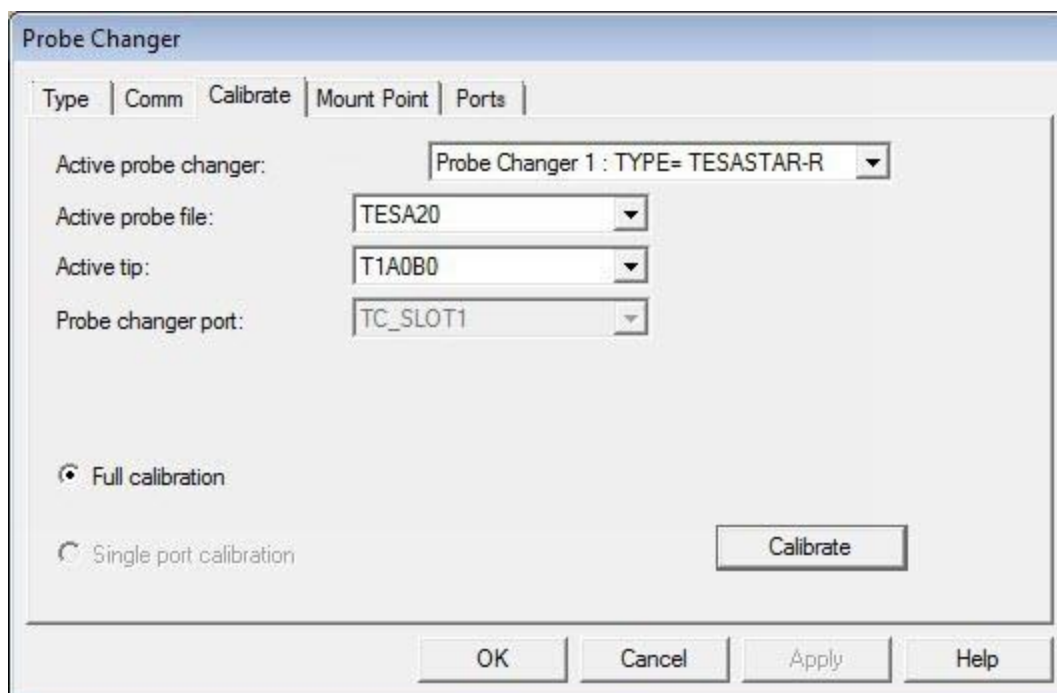 Probe Changer
Type Comm Calibrate Mount Point Ports
Active probe changer: Probe Changer 1 : TYPE= TESASTAR-R
Active probe file: TESA20
Active tip: T1A0B0
Probe changer port: TC_SLOT1
Full calibration
Single port calibration
Calibrate
OK Cancel Apply Help